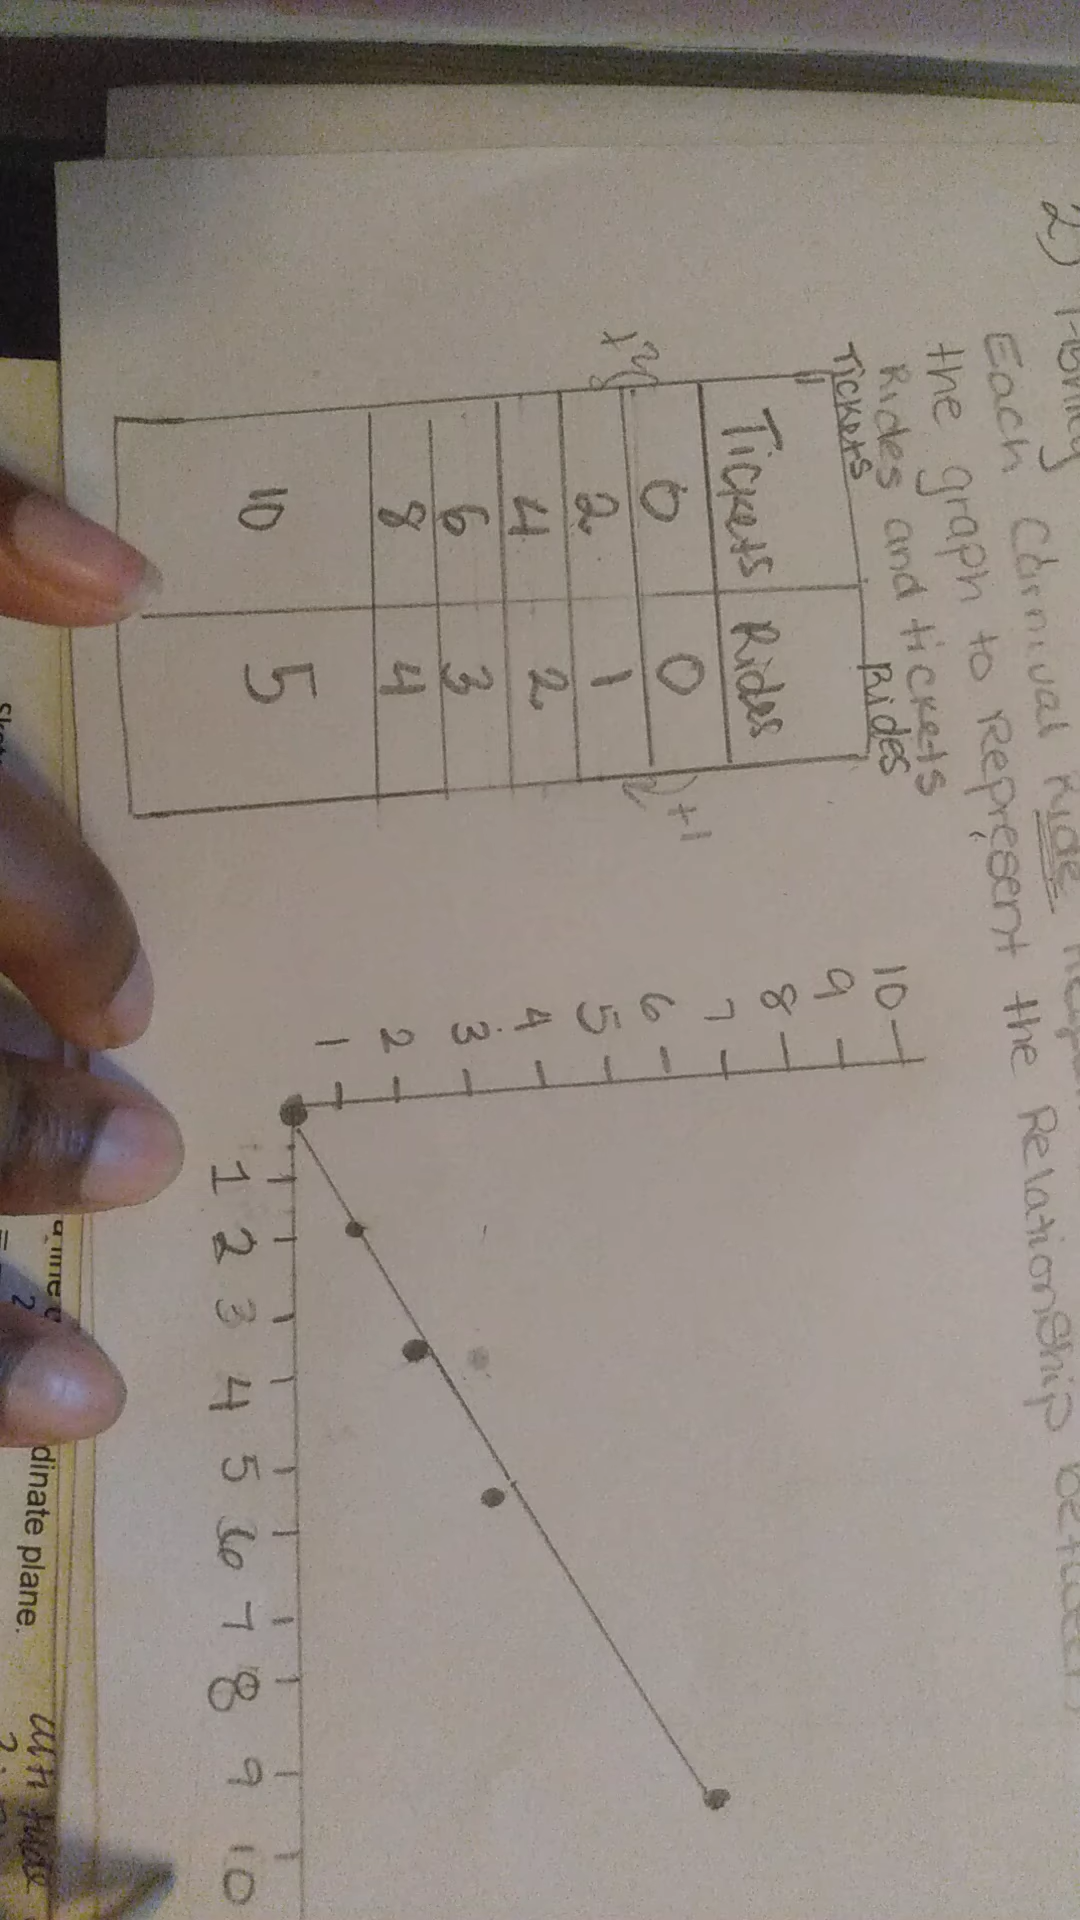 2)
Each Carnival Ride
the graph to Represent the Relationship between
Rides and tickets
Tickets Rides
Tickets Rides
0 0
+2 +1
2 1
4 2
6 3
8 4
10 5
10
9
8
7
6
5
4
3
2
1
1 2 3 4 5 6 7 8 9 10
dinate plane.
2